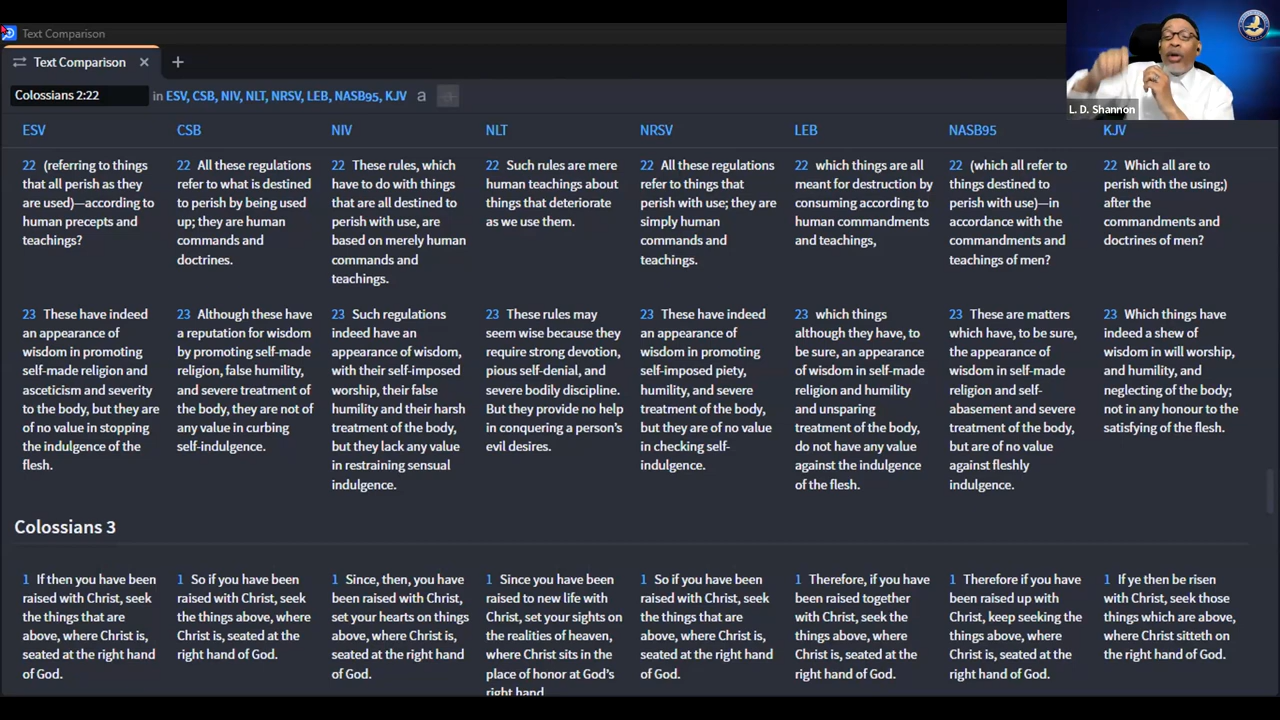 Text Comparison
Text Comparison
Colossians 2:22 in ESV, CSB, NIV, NLT, NRSV, LEB, NASB95, KJV a
L. D. Shannon
ESV
22 (referring to things
that all perish as they
are used)—according to
human precepts and
teachings?
23 These have indeed
an appearance of
wisdom in promoting
self-made religion and
asceticism and severity
to the body, but they are
of no value in stopping
the indulgence of the
flesh.
CSB
22 All these regulations
refer to what is destined
to perish by being used
up; they are human
commands and
doctrines.
23 Although these have
a reputation for wisdom
by promoting self-made
religion, false humility,
and severe treatment of
the body, they are not of
any value in curbing
self-indulgence.
NIV
22 These rules, which
have to do with things
that are all destined to
perish with use, are
based on merely human
commands and
teachings.
23 Such regulations
indeed have an
appearance of wisdom,
with their self-imposed
worship, their false
humility and their harsh
treatment of the body,
but they lack any value
in restraining sensual
indulgence.
NLT
22 Such rules are mere
human teachings about
things that deteriorate
as we use them.
23 These rules may
seem wise because they
require strong devotion,
pious self-denial, and
severe bodily discipline.
But they provide no help
in conquering a person’s
evil desires.
NRSV
22 All these regulations
refer to things that
perish with use; they are
simply human
commands and
teachings.
23 These have indeed
an appearance of
wisdom in promoting
self-imposed piety,
humility, and severe
treatment of the body,
but they are of no value
in checking self-
indulgence.
LEB
22 which things are all
meant for destruction by
consuming according to
human commandments
and teachings,
23 which things
although they have, to
be sure, an appearance
of wisdom in self-made
religion and humility
and unsparing
treatment of the body,
do not have any value
against the indulgence
of the flesh.
NASB95
22 (which all refer to
things destined to
perish with use)—in
accordance with the
commandments and
teachings of men?
23 These are matters
which have, to be sure,
the appearance of
wisdom in self-made
religion and self-
abasement and severe
treatment of the body,
but are of no value
against fleshly
indulgence.
KJV
22 Which all are to
perish with the using;)
after the
commandments and
doctrines of men?
23 Which things have
indeed a shew of
wisdom in will worship,
and humility, and
neglecting of the body;
not in any honour to the
satisfying of the flesh.
Colossians 3
1 If then you have been
raised with Christ, seek
the things that are
above, where Christ is,
seated at the right hand
of God.
1 So if you have been
raised with Christ, seek
the things above, where
Christ is, seated at the
right hand of God.
1 Since, then, you have
been raised with Christ,
set your hearts on things
above, where Christ is,
seated at the right hand
of God.
1 Since you have been
raised to new life with
Christ, set your sights on
the realities of heaven,
where Christ sits in the
place of honor at God’s
right hand
1 So if you have been
raised with Christ, seek
the things that are
above, where Christ is,
seated at the right hand
of God.
1 Therefore, if you have
been raised together
with Christ, seek the
things above, where
Christ is, seated at the
right hand of God.
1 Therefore if you have
been raised up with
Christ, keep seeking the
things above, where
Christ is, seated at the
right hand of God.
1 If ye then be risen
with Christ, seek those
things which are above,
where Christ sitteth on
the right hand of God.